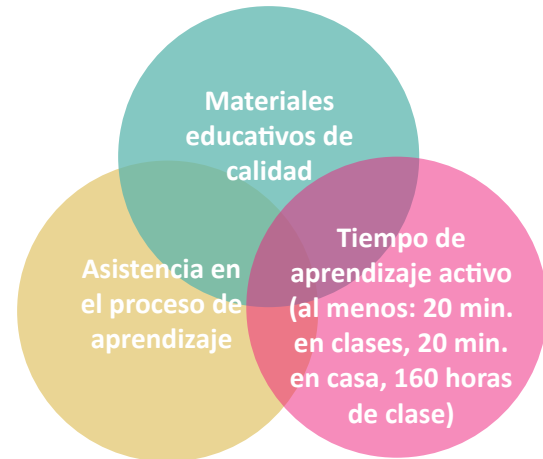 Materiales
educativos de
calidad
Asistencia en
el proceso de
aprendizaje
Tiempo de
aprendizaje activo
(al menos: 20 min.
en clases, 20 min.
en casa, 160 horas
de clase)